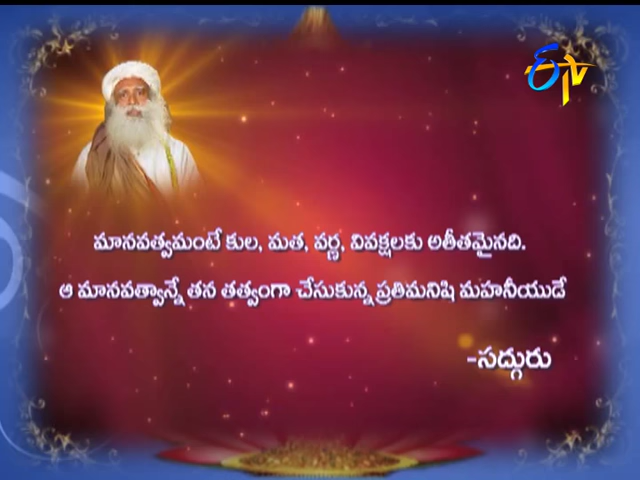 ETV
మానవత్వమంటే కుల, మత, వర్ణ, వివక్షలకు అతీతమైనది.
ఆ మానవత్వాన్నే తన తత్వంగా చేసుకున్న ప్రతిమనిషి మహనీయుడే
-సద్గురు